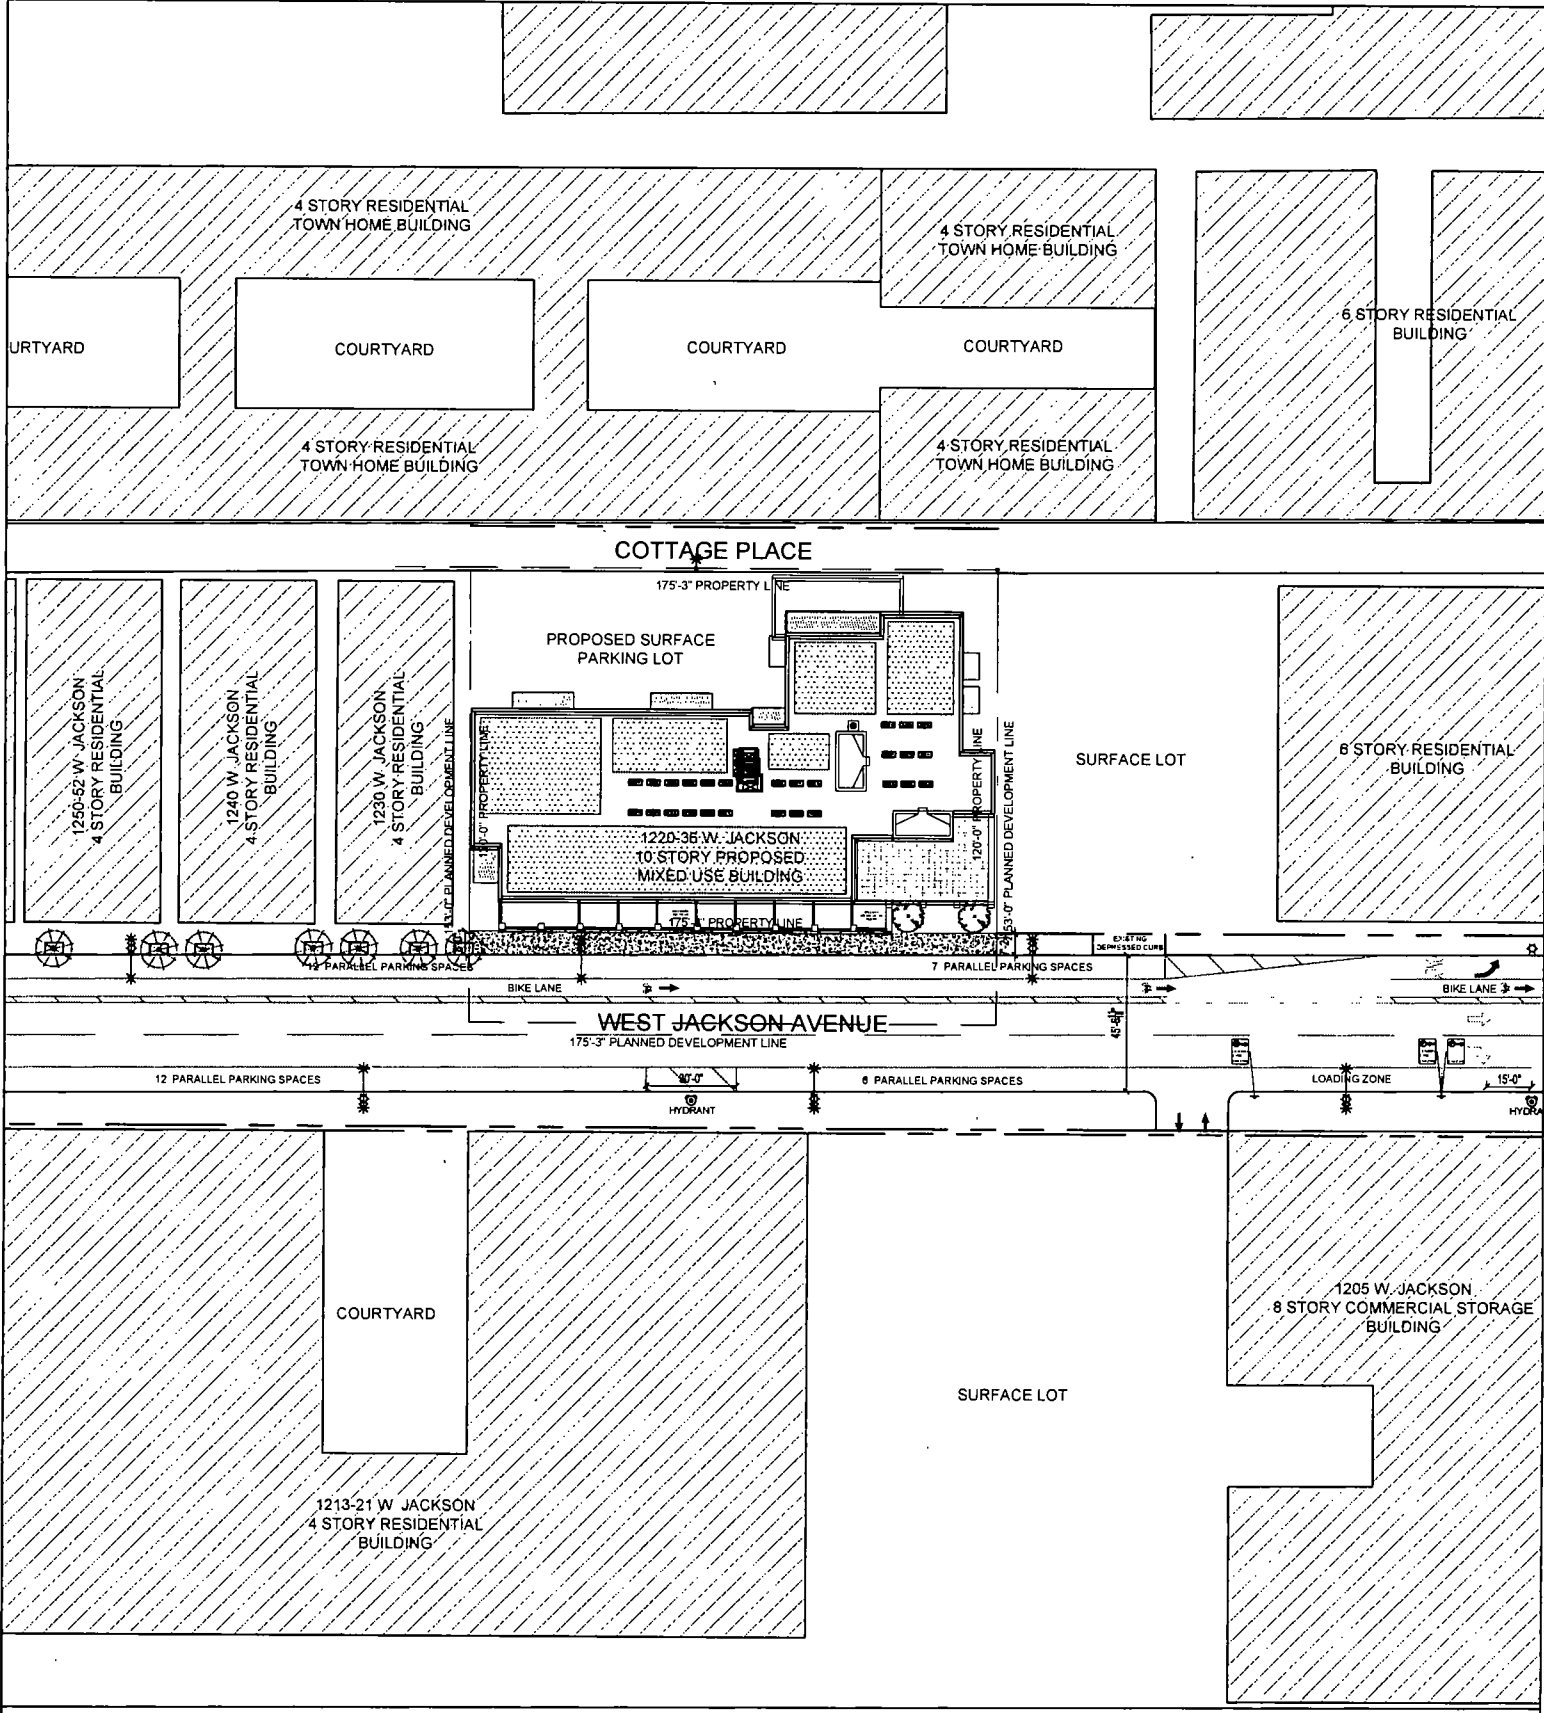 4 STORY RESIDENTIAL
TOWN HOME BUILDING
4 STORY RESIDENTIAL
TOWN HOME BUILDING
6 STORY RESIDENTIAL
BUILDING
URTYARD
COURTYARD
COURTYARD
COURTYARD
4 STORY RESIDENTIAL
TOWN HOME BUILDING
4 STORY RESIDENTIAL
TOWN HOME BUILDING
COTTAGE PLACE
175'-3" PROPERTY LINE
PROPOSED SURFACE
PARKING LOT
1250-52 W. JACKSON
4 STORY RESIDENTIAL
BUILDING
1240 W. JACKSON
4 STORY RESIDENTIAL
BUILDING
1230 W. JACKSON
4 STORY RESIDENTIAL
BUILDING
PLANNED DEVELOPMENT LINE
120'-0" PROPERTY LINE
1220-36 W. JACKSON
10 STORY PROPOSED
MIXED USE BUILDING
120'-0" PROPERTY LINE
PLANNED DEVELOPMENT LINE
SURFACE LOT
6 STORY RESIDENTIAL
BUILDING
PROPERTY LINE
EXISTING
DEPRESSED CURB
12 PARALLEL PARKING SPACES
7 PARALLEL PARKING SPACES
BIKE LANE
BIKE LANE
WEST JACKSON AVENUE
175'-3" PLANNED DEVELOPMENT LINE
12 PARALLEL PARKING SPACES
6 PARALLEL PARKING SPACES
LOADING ZONE
15'-0"
HYDRANT
HYDRA
COURTYARD
1205 W. JACKSON
8 STORY COMMERCIAL STORAGE
BUILDING
SURFACE LOT
1213-21 W JACKSON
4 STORY RESIDENTIAL
BUILDING